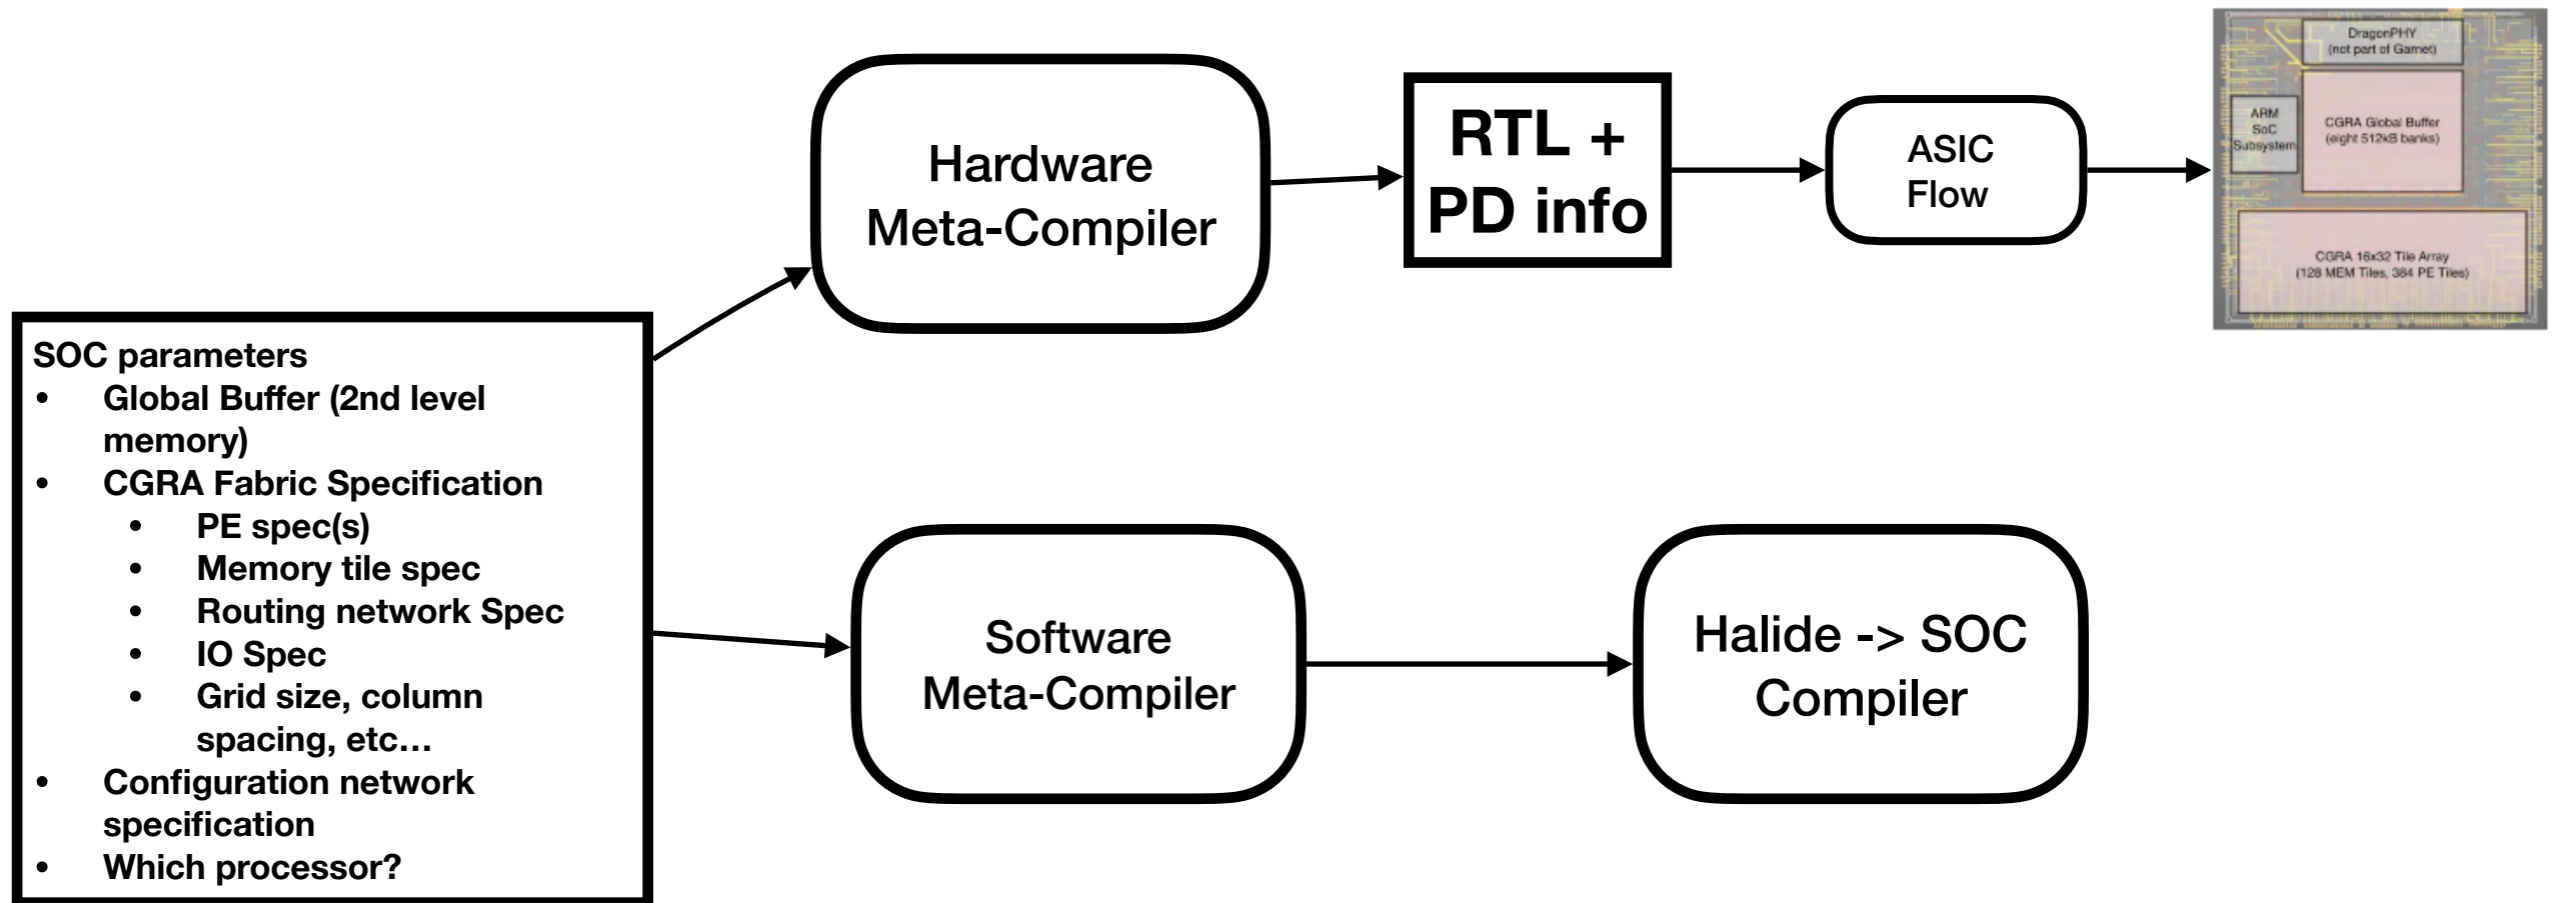 SOC parameters
• Global Buffer (2nd level
memory)
• CGRA Fabric Specification
• PE spec(s)
• Memory tile spec
• Routing network Spec
• IO Spec
• Grid size, column
spacing, etc...
• Configuration network
specification
• Which processor?
Hardware
Meta-Compiler
RTL +
PD info
ASIC
Flow
DragonPHY
(not part of Garnet)
ARM
SoC
Subsystem
CGRA Global Buffer
(eight 512kB banks)
CGRA 16x32 Tile Array
(128 MEM Tiles, 384 PE Tiles)
Software
Meta-Compiler
Halide -> SOC
Compiler